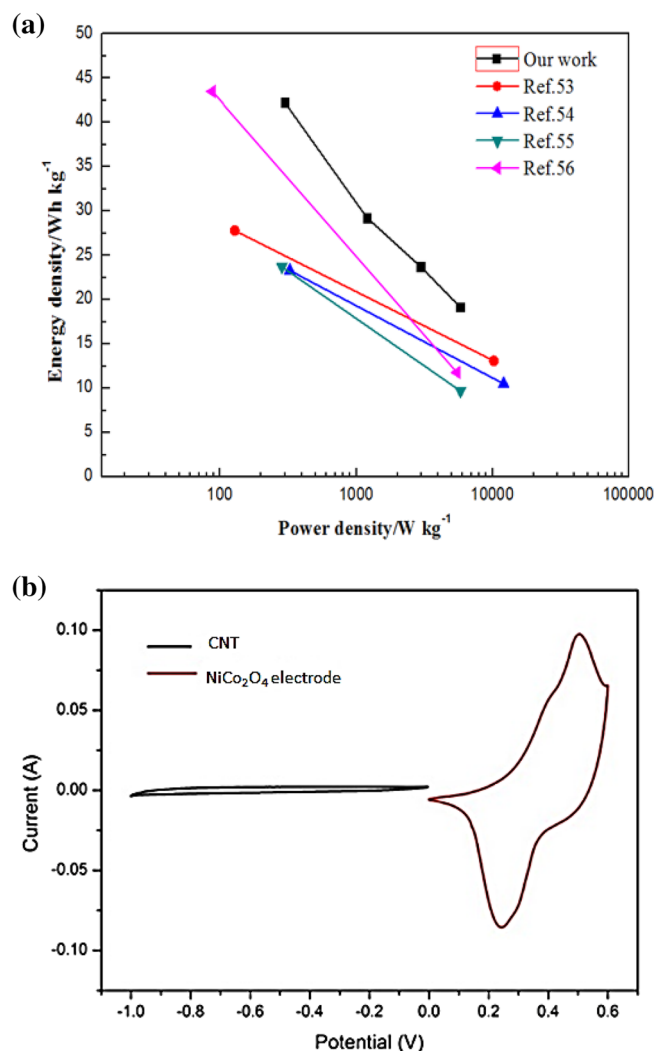 (a)
50
45
40
35
30
25
20
15
10
5
0
Energy density/Wh kg⁻¹
Our work
Ref.53
Ref.54
Ref.55
Ref.56
100 1000 10000 100000
Power density/W kg⁻¹
(b)
0.10
0.05
0.00
-0.05
-0.10
Current (A)
CNT
NiCo₂O₄ electrode
-1.0 -0.8 -0.6 -0.4 -0.2 0.0 0.2 0.4 0.6
Potential (V)